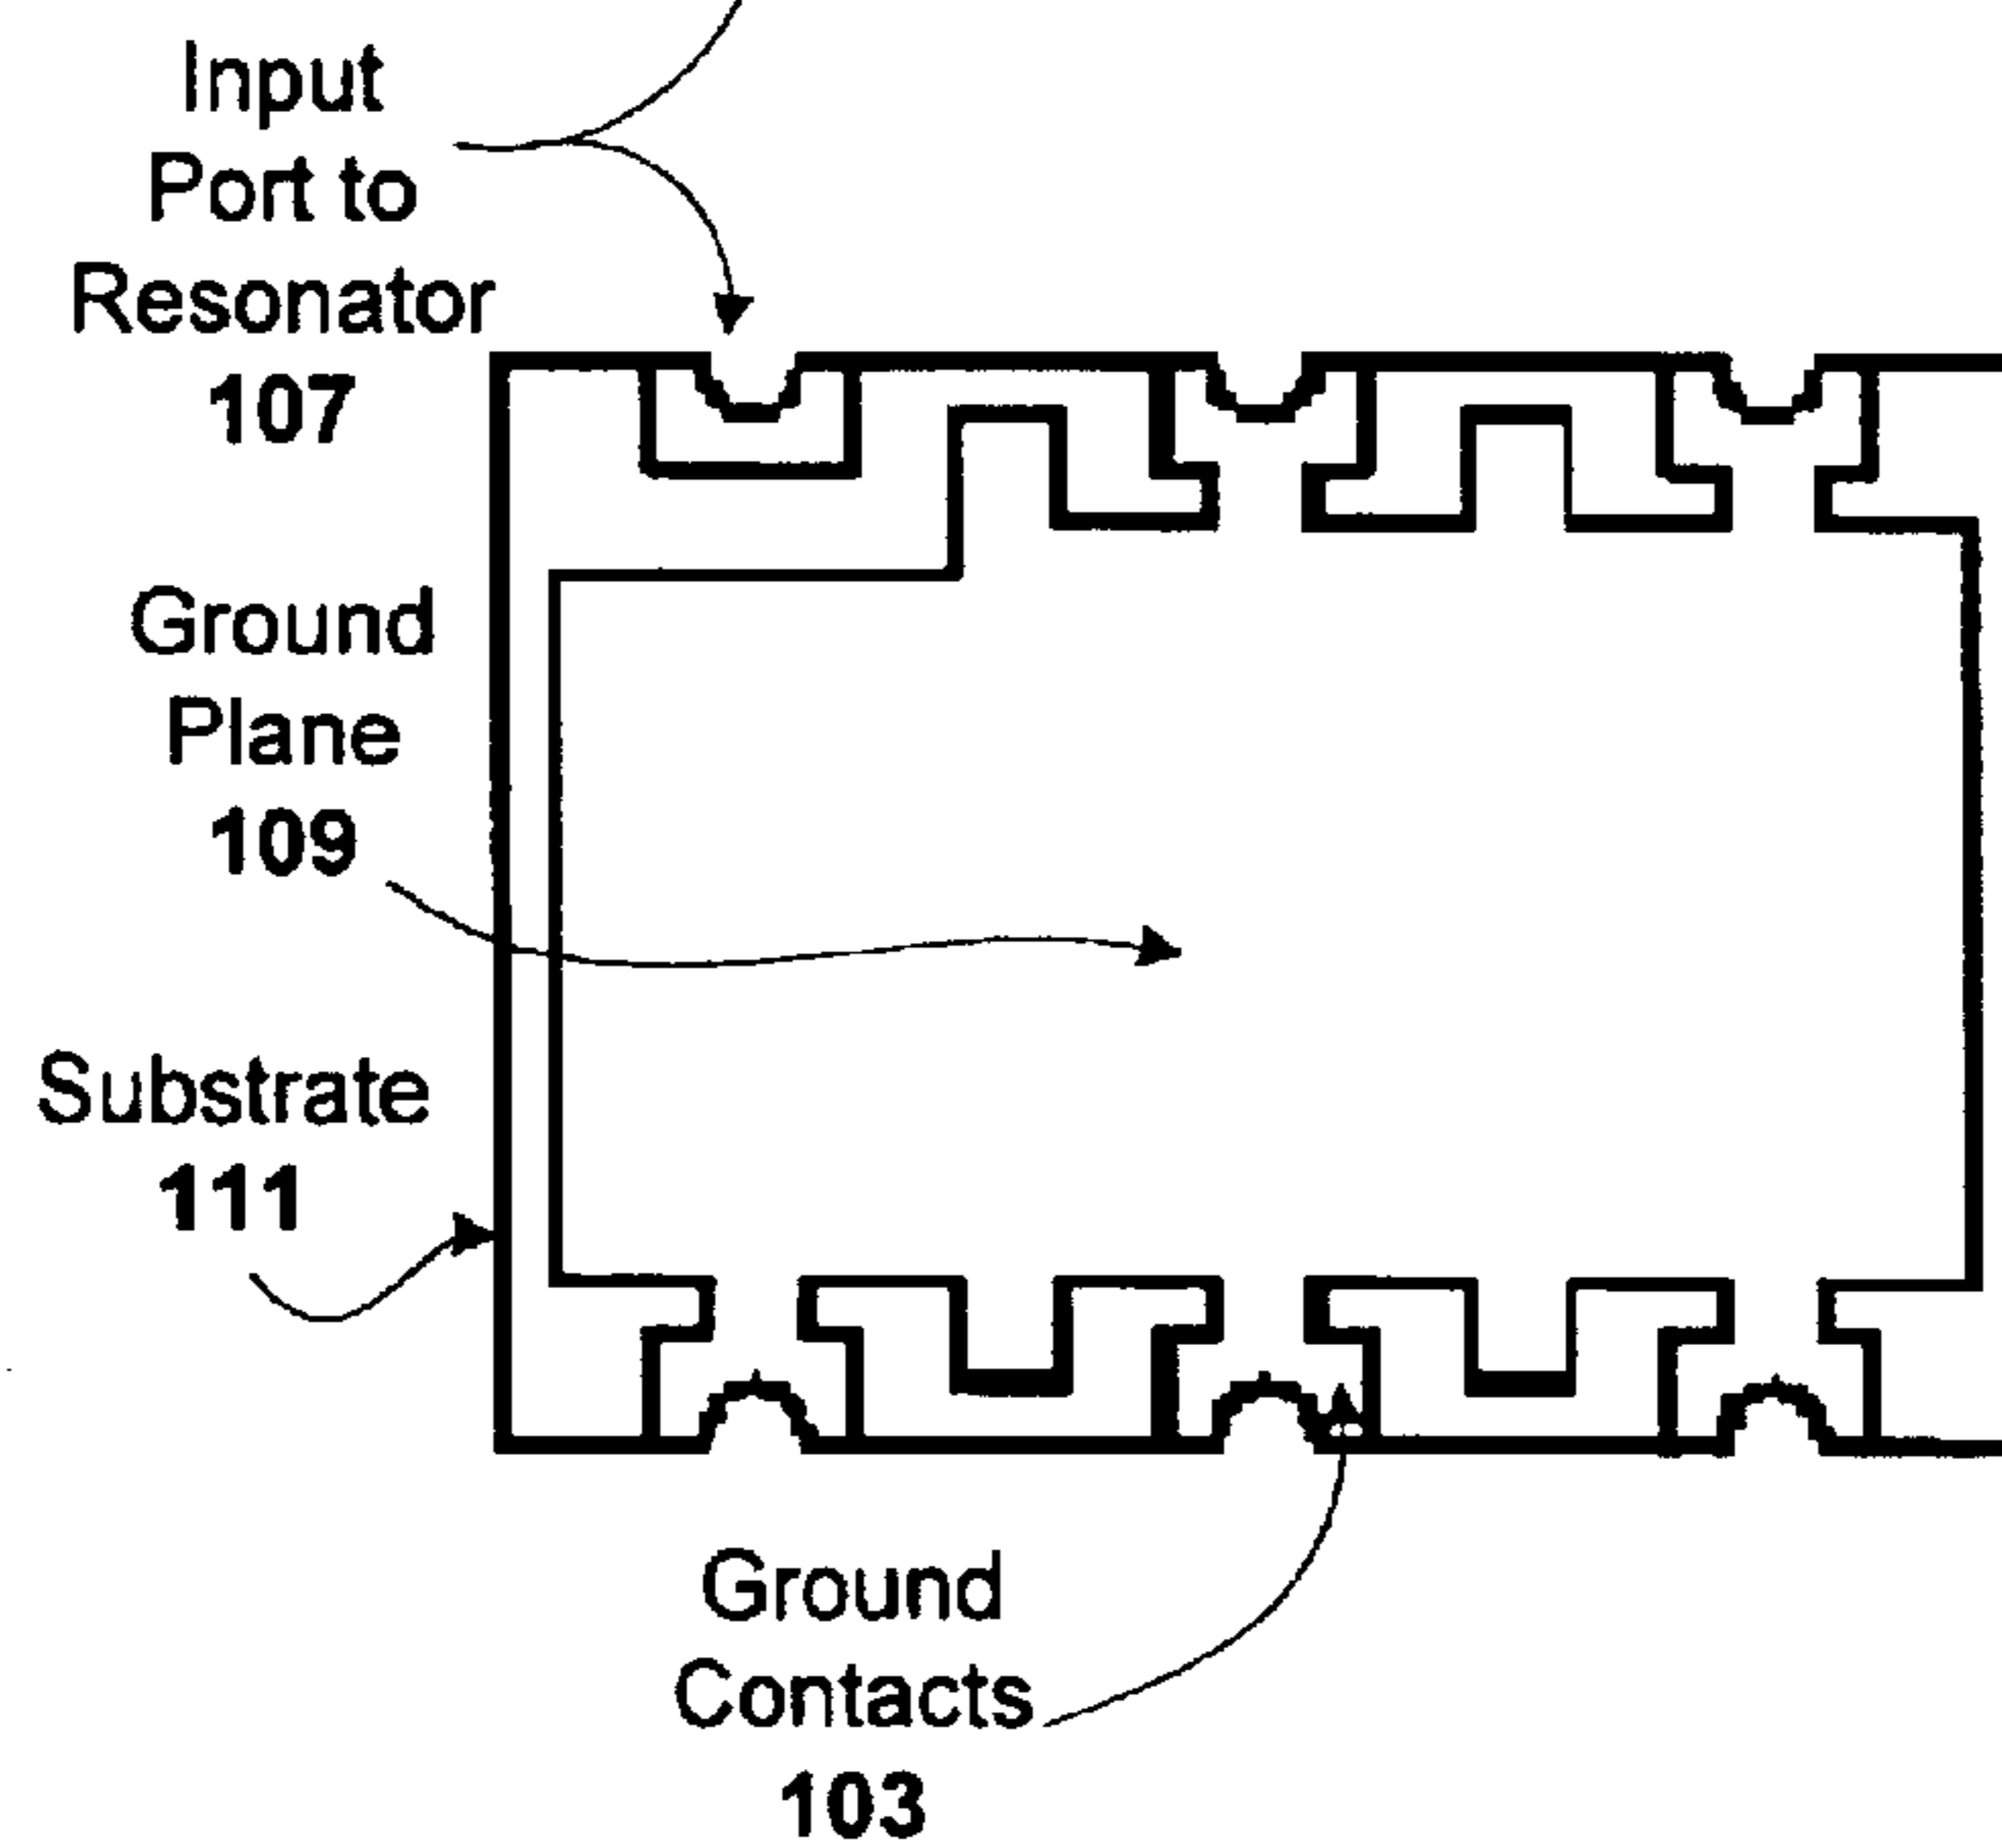 Input
Port to
Resonator
107
Ground
Plane
109
Substrate
111
Ground
Contacts
103